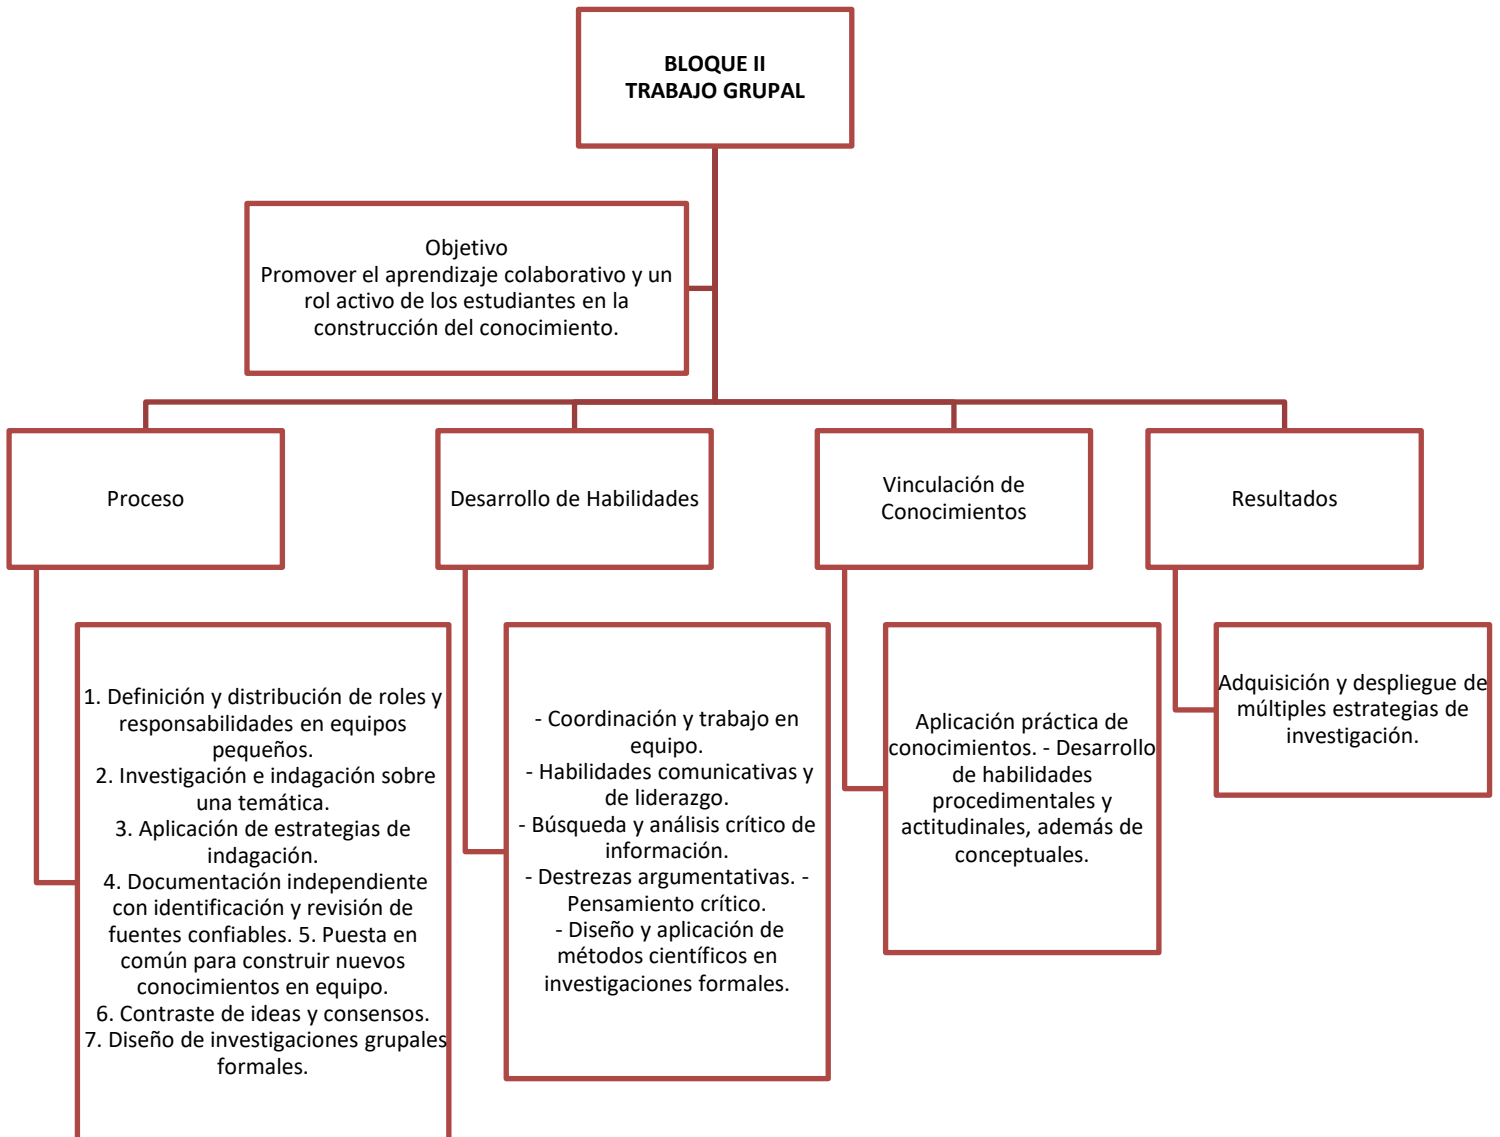 BLOQUE II
TRABAJO GRUPAL
Objetivo
Promover el aprendizaje colaborativo y un
rol activo de los estudiantes en la
construcción del conocimiento.
Proceso
Desarrollo de Habilidades
Vinculación de
Conocimientos
Resultados
1. Definición y distribución de roles y
responsabilidades en equipos
pequeños.
2. Investigación e indagación sobre
una temática.
3. Aplicación de estrategias de
indagación.
4. Documentación independiente
con identificación y revisión de
fuentes confiables. 5. Puesta en
común para construir nuevos
conocimientos en equipo.
6. Contraste de ideas y consensos.
7. Diseño de investigaciones grupales
formales.
- Coordinación y trabajo en
equipo.
- Habilidades comunicativas y
de liderazgo.
- Búsqueda y análisis crítico de
información.
- Destrezas argumentativas. -
Pensamiento crítico.
- Diseño y aplicación de
métodos científicos en
investigaciones formales.
Aplicación práctica de
conocimientos. - Desarrollo
de habilidades
procedimentales y
actitudinales, además de
conceptuales.
Adquisición y despliegue de
múltiples estrategias de
investigación.